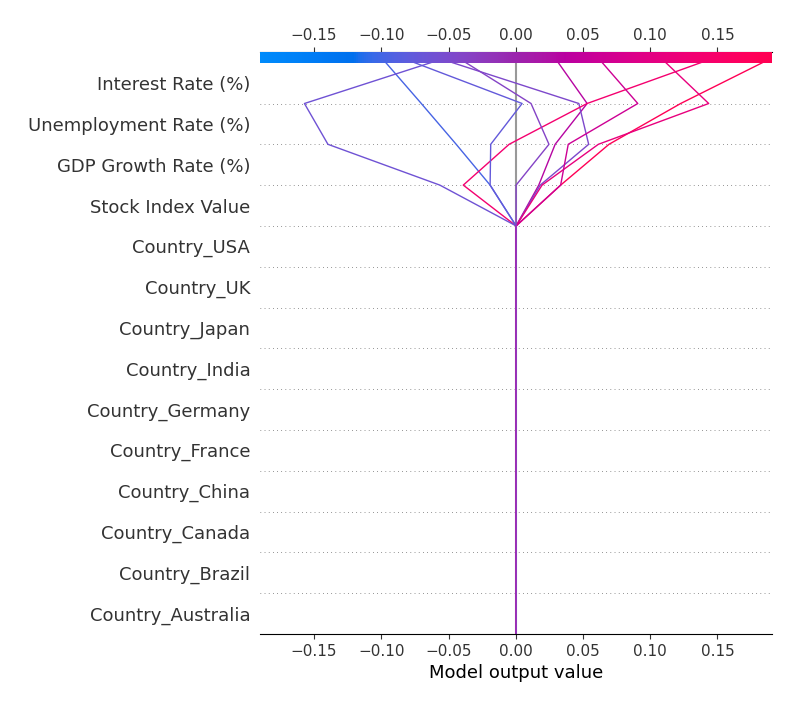 −0.15 −0.10 −0.05 0.00 0.05 0.10 0.15
Interest Rate (%)
Unemployment Rate (%)
GDP Growth Rate (%)
Stock Index Value
Country_USA
Country_UK
Country_Japan
Country_India
Country_Germany
Country_France
Country_China
Country_Canada
Country_Brazil
Country_Australia
−0.15 −0.10 −0.05 0.00 0.05 0.10 0.15
Model output value